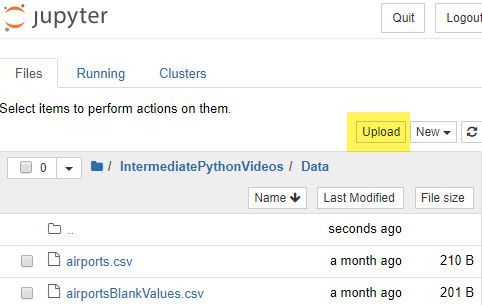 jupyter Quit Logout
Files Running Clusters
Select items to perform actions on them.
Upload New
0 / IntermediatePythonVideos / Data
Name Last Modified File size
.. seconds ago
airports.csv a month ago 210 B
airportsBlankValues.csv a month ago 201 B